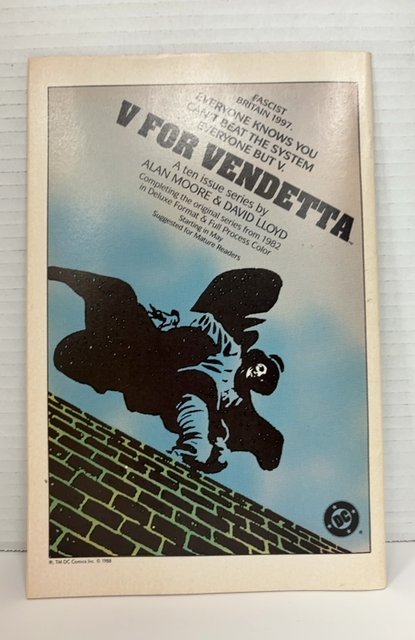 FASCIST
BRITAIN 1997.
EVERYONE KNOWS YOU
CAN'T BEAT THE SYSTEM
EVERYONE BUT V.
V FOR VENDETTA™
A ten issue series by
ALAN MOORE & DAVID LLOYD
Completing the original series from 1982
in Deluxe Format & Full Process Color
Starting in May
Suggested for Mature Readers
DC
®, TM DC Comics Inc. © 1988